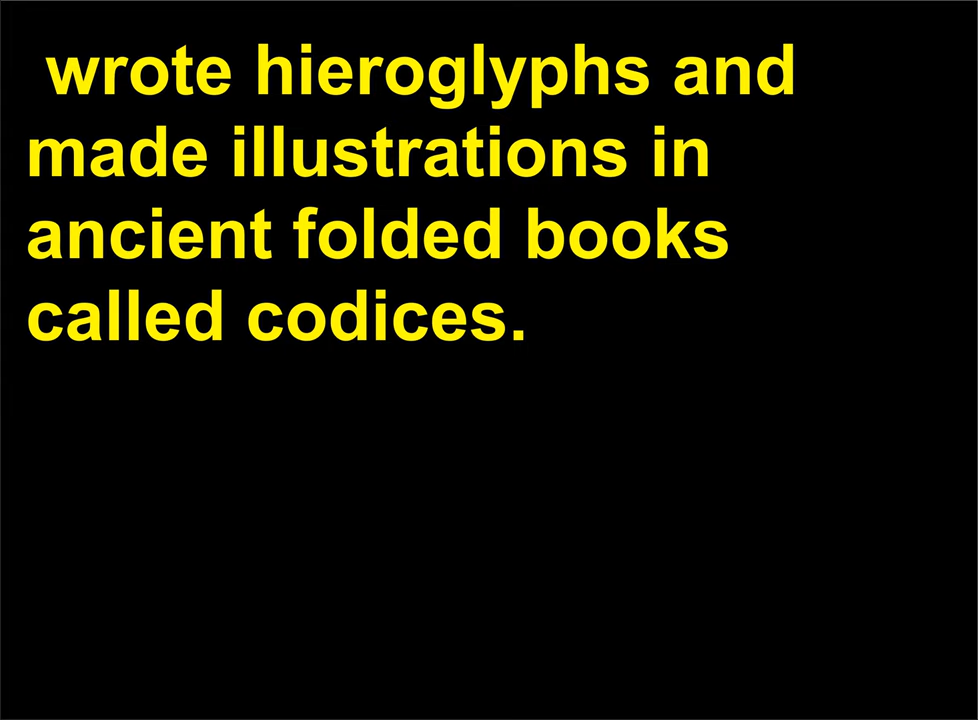 wrote hieroglyphs and
made illustrations in
ancient folded books
called codices.